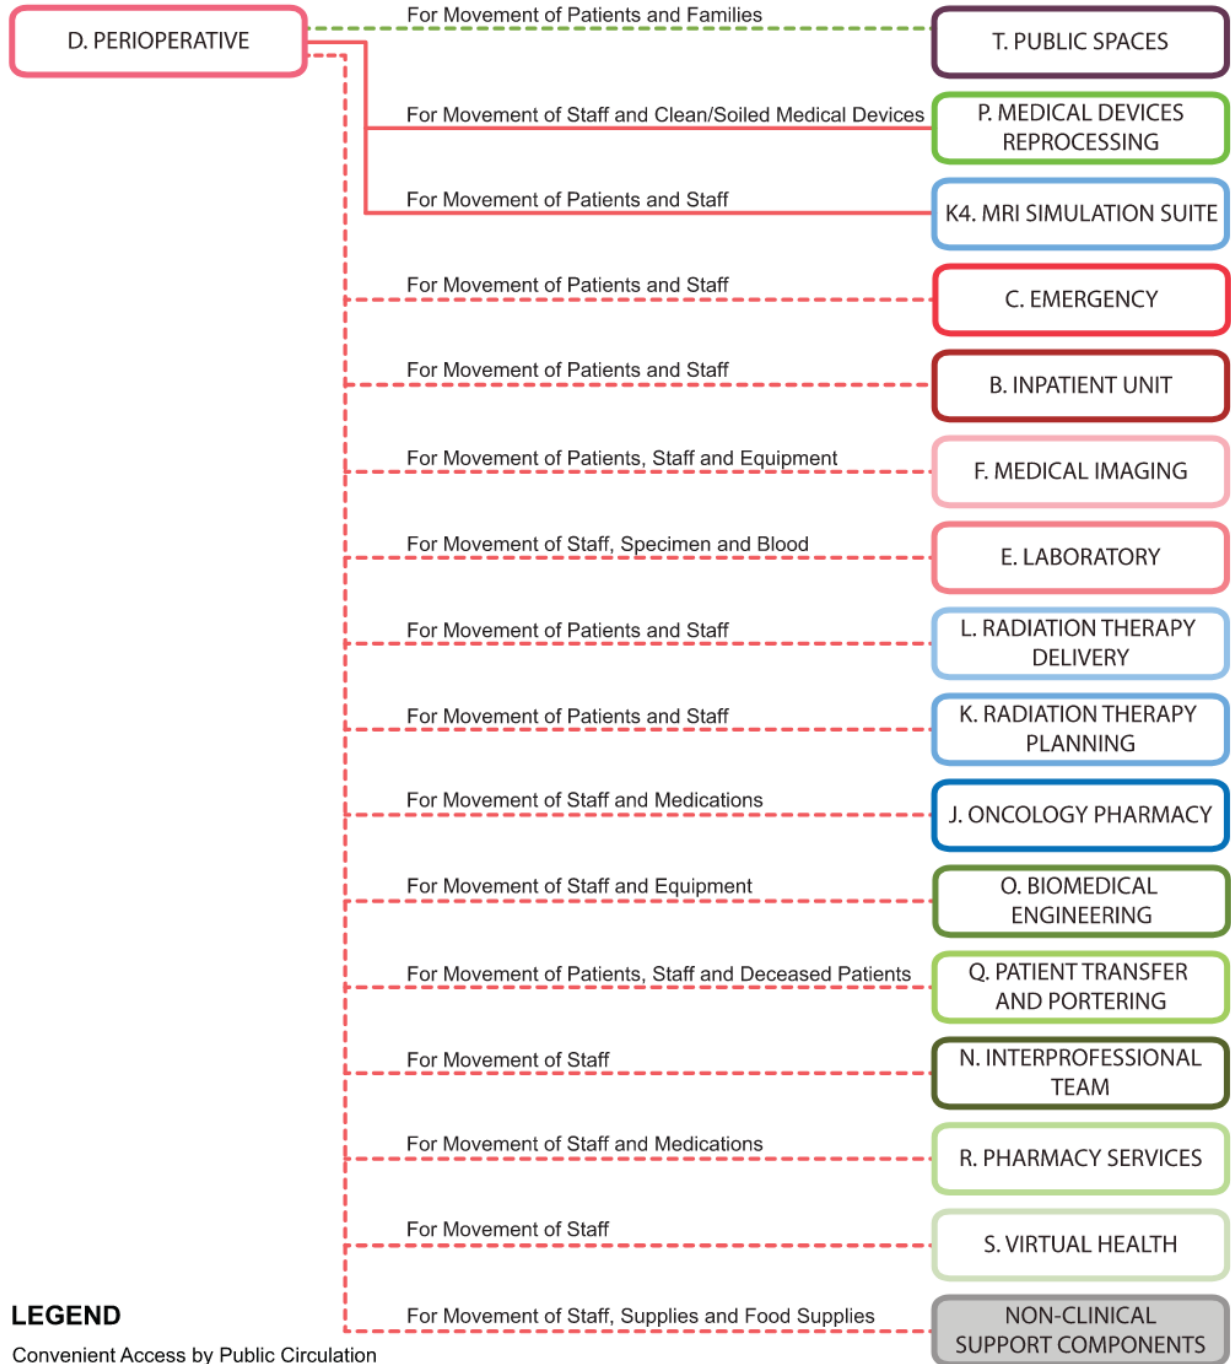 For Movement of Patients and Families
D. PERIOPERATIVE
T. PUBLIC SPACES
For Movement of Staff and Clean/Soiled Medical Devices
P. MEDICAL DEVICES
REPROCESSING
For Movement of Patients and Staff
K4. MRI SIMULATION SUITE
For Movement of Patients and Staff
C. EMERGENCY
For Movement of Patients and Staff
B. INPATIENT UNIT
For Movement of Patients, Staff and Equipment
F. MEDICAL IMAGING
For Movement of Staff, Specimen and Blood
E. LABORATORY
For Movement of Patients and Staff
L. RADIATION THERAPY
DELIVERY
For Movement of Patients and Staff
K. RADIATION THERAPY
PLANNING
For Movement of Staff and Medications
J. ONCOLOGY PHARMACY
For Movement of Staff and Equipment
O. BIOMEDICAL
ENGINEERING
For Movement of Patients, Staff and Deceased Patients
Q. PATIENT TRANSFER
AND PORTERING
For Movement of Staff
N. INTERPROFESSIONAL
TEAM
For Movement of Staff and Medications
R. PHARMACY SERVICES
For Movement of Staff
S. VIRTUAL HEALTH
For Movement of Staff, Supplies and Food Supplies
NON-CLINICAL
SUPPORT COMPONENTS
LEGEND
Convenient Access by Public Circulation